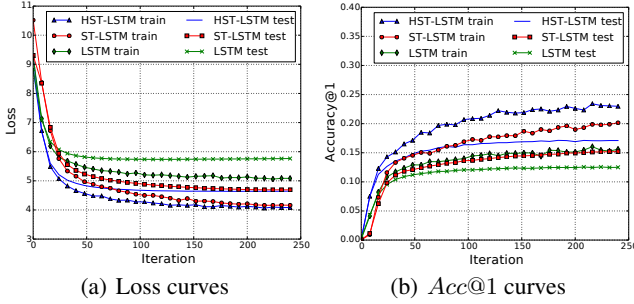 HST-LSTM train
HST-LSTM test
ST-LSTM train
ST-LSTM test
LSTM train
LSTM test
Loss
11
10
9
8
7
6
5
4
3
0 50 100 150 200 250
Iteration
(a) Loss curves
HST-LSTM train
HST-LSTM test
ST-LSTM train
ST-LSTM test
LSTM train
LSTM test
Accuracy@1
0.40
0.35
0.30
0.25
0.20
0.15
0.10
0.05
0.00
0 50 100 150 200 250
Iteration
(b) Acc@1 curves